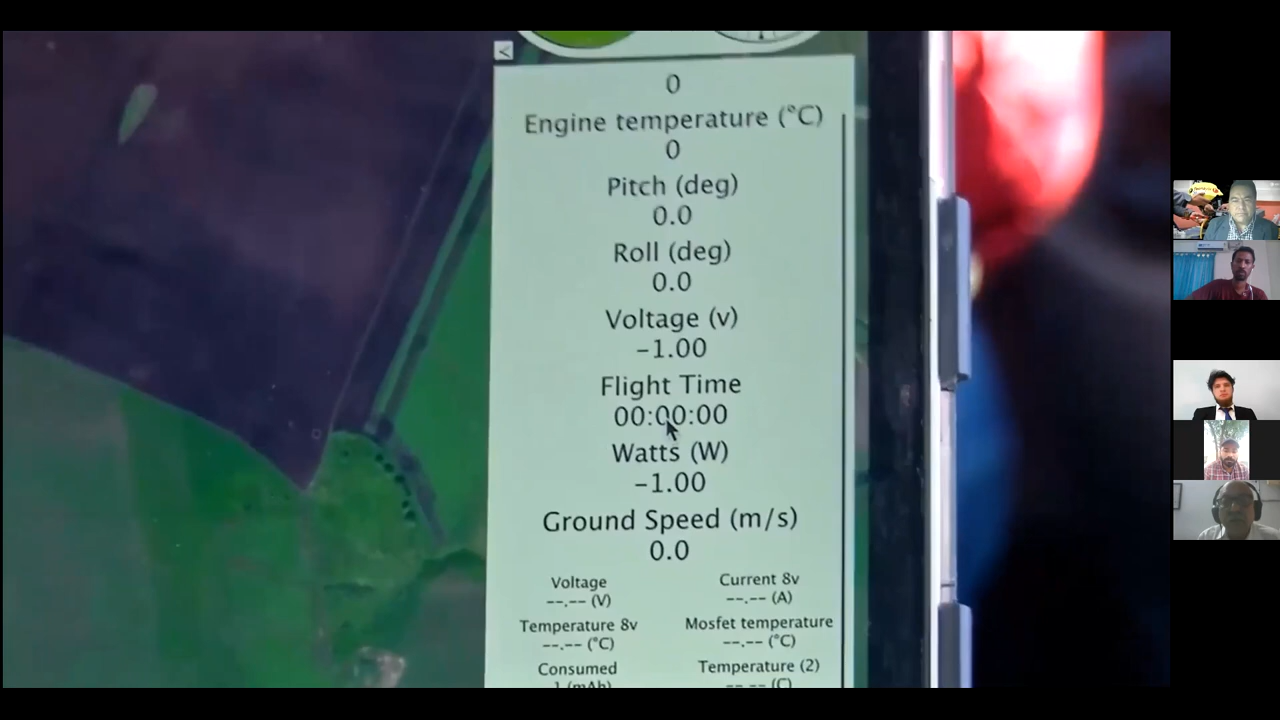 <
0
Engine temperature (°C)
0
Pitch (deg)
0.0
Roll (deg)
0.0
Voltage (v)
-1.00
Flight Time
00:00:00
Watts (W)
-1.00
Ground Speed (m/s)
0.0
Voltage Current 8v
--.-- (V) --.-- (A)
Temperature 8v Mosfet temperature
--.-- (°C) --.-- (°C)
Consumed Temperature (2)